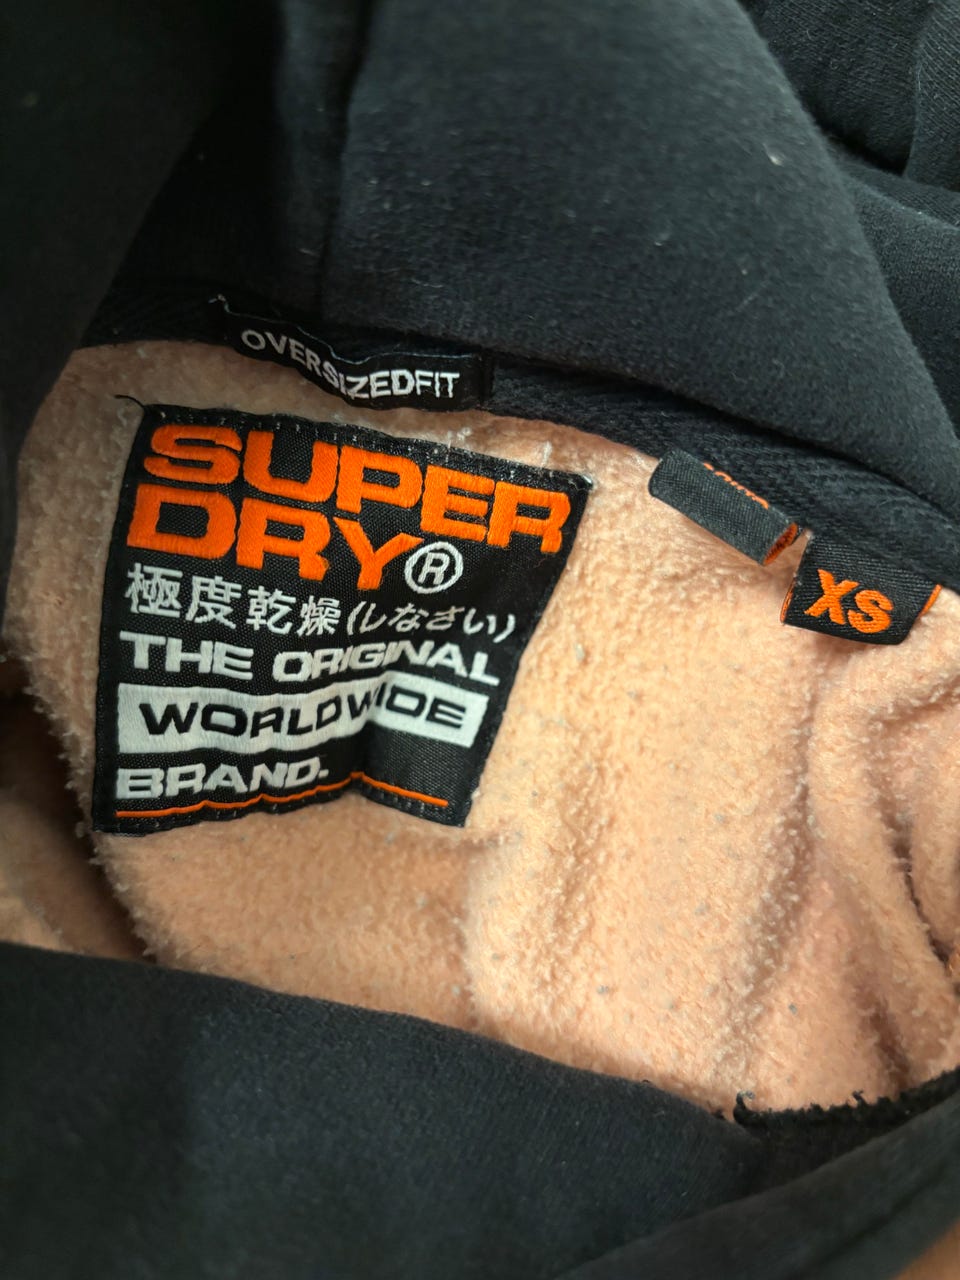 OVERSIZEDFIT
SUPER
DRY®
極度乾燥(しなさい)
THE ORIGINAL
WORLDWIDE
BRAND.
XS